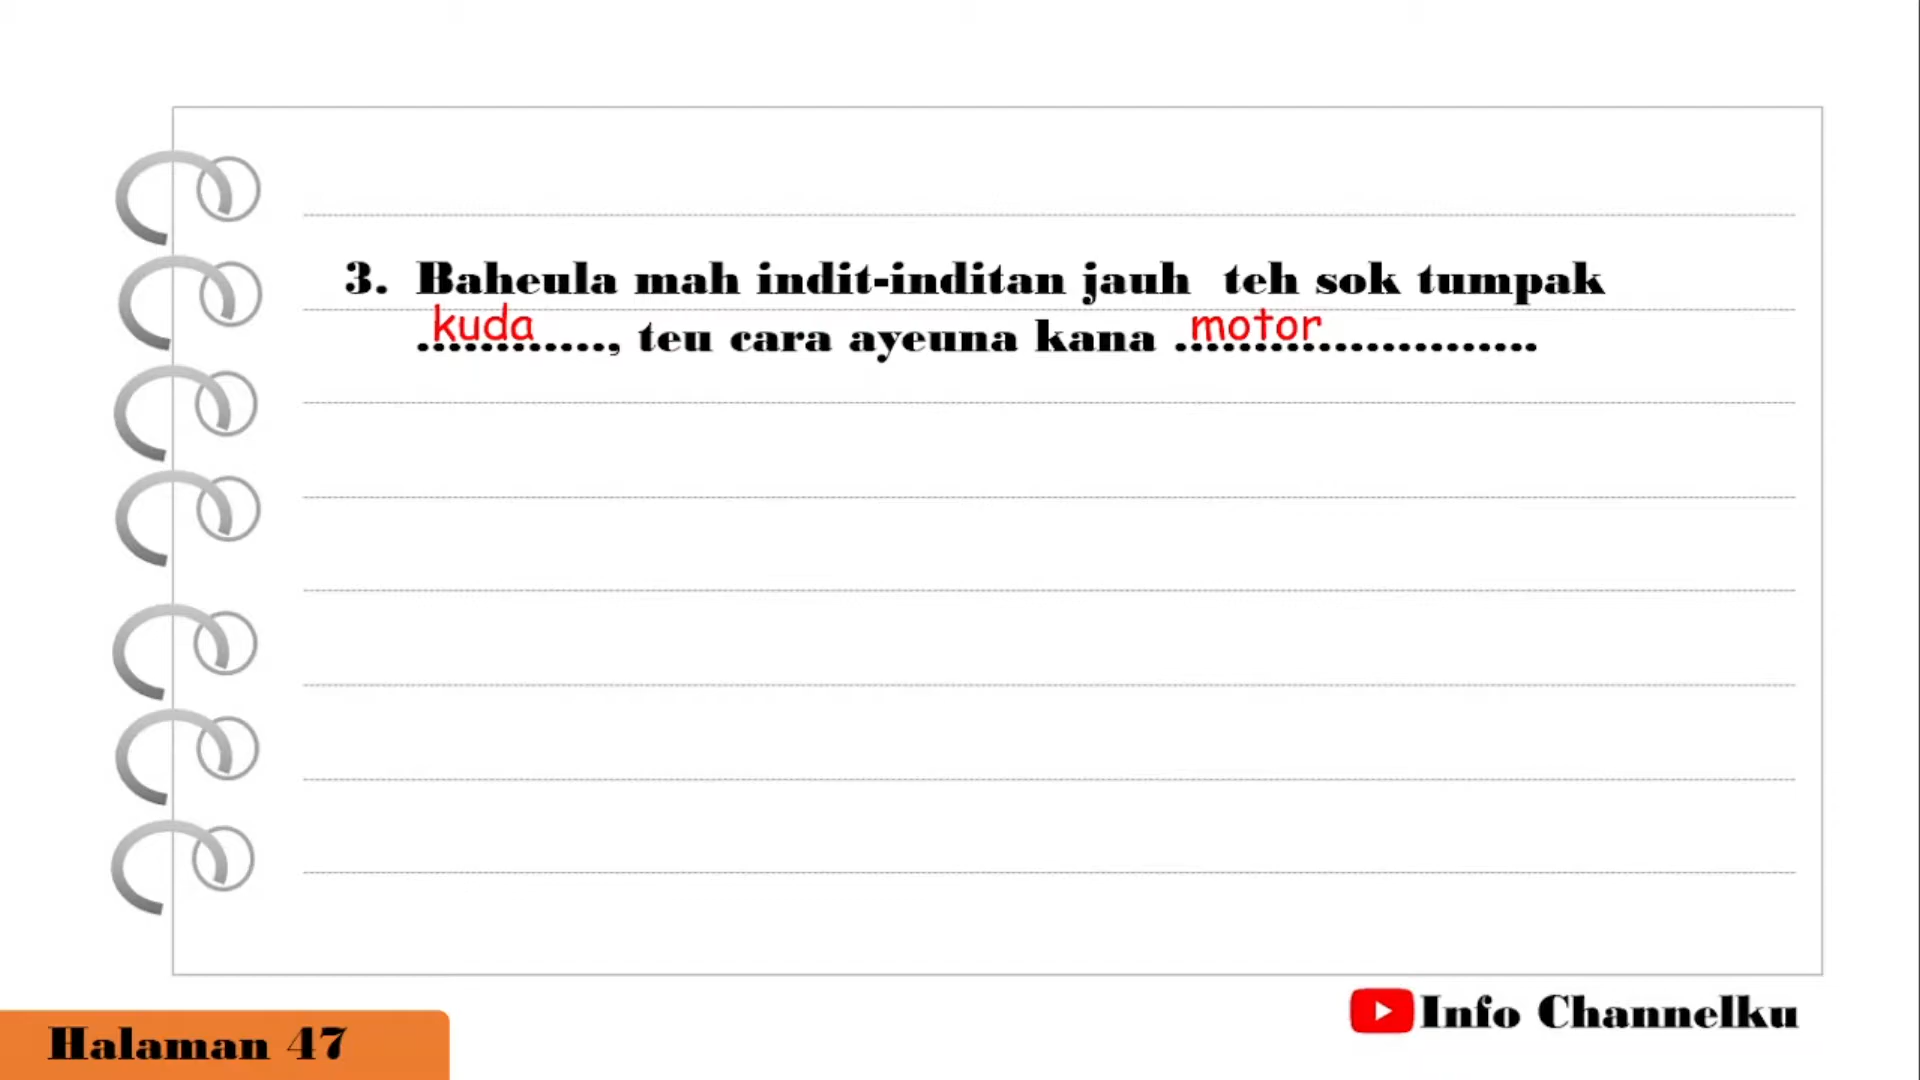 3. Baheula mah indit-inditan jauh teh sok tumpak
kuda............, teu cara ayeuna kana motor.......................
Info Channelku
Halaman 47